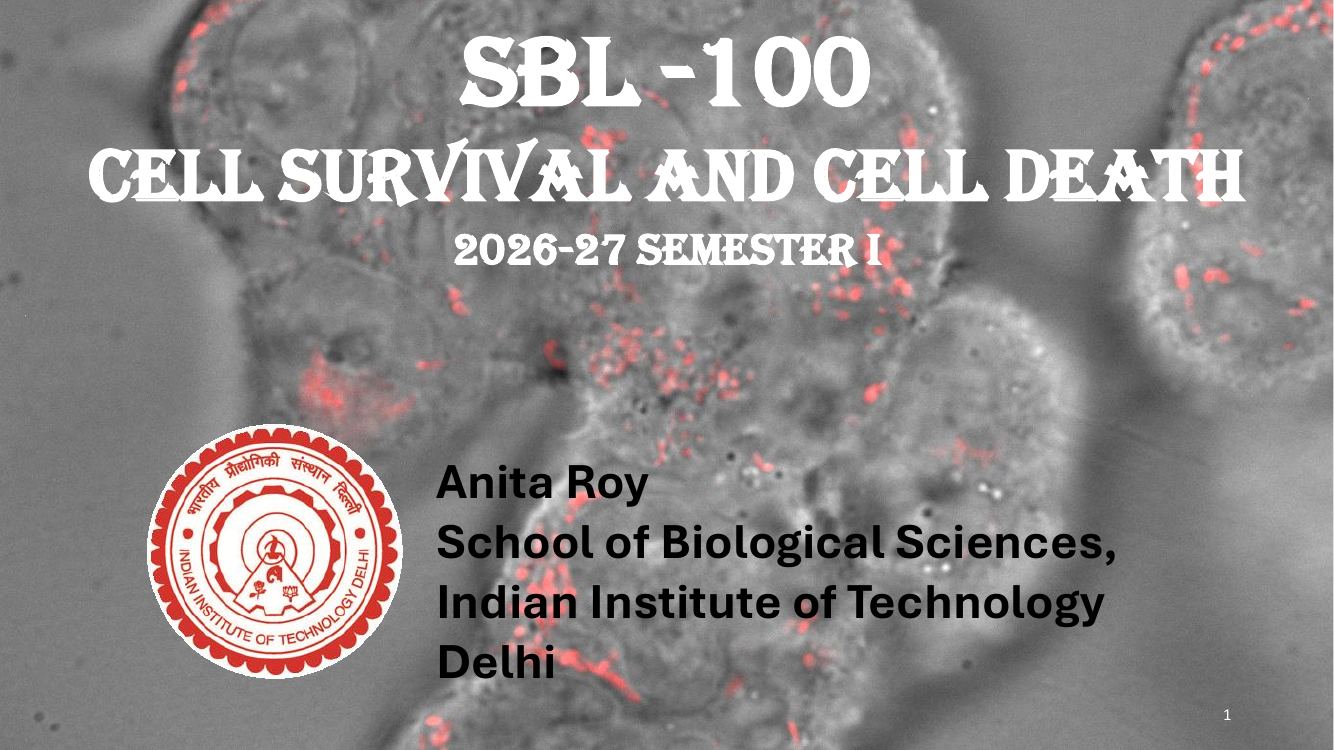 SBL -100
CELL SURVIVAL AND CELL DEATH
2026-27 SEMESTER I
भारतीय प्रौद्योगिकी संस्थान दिल्ली
INDIAN INSTITUTE OF TECHNOLOGY DELHI
Anita Roy
School of Biological Sciences,
Indian Institute of Technology
Delhi
1